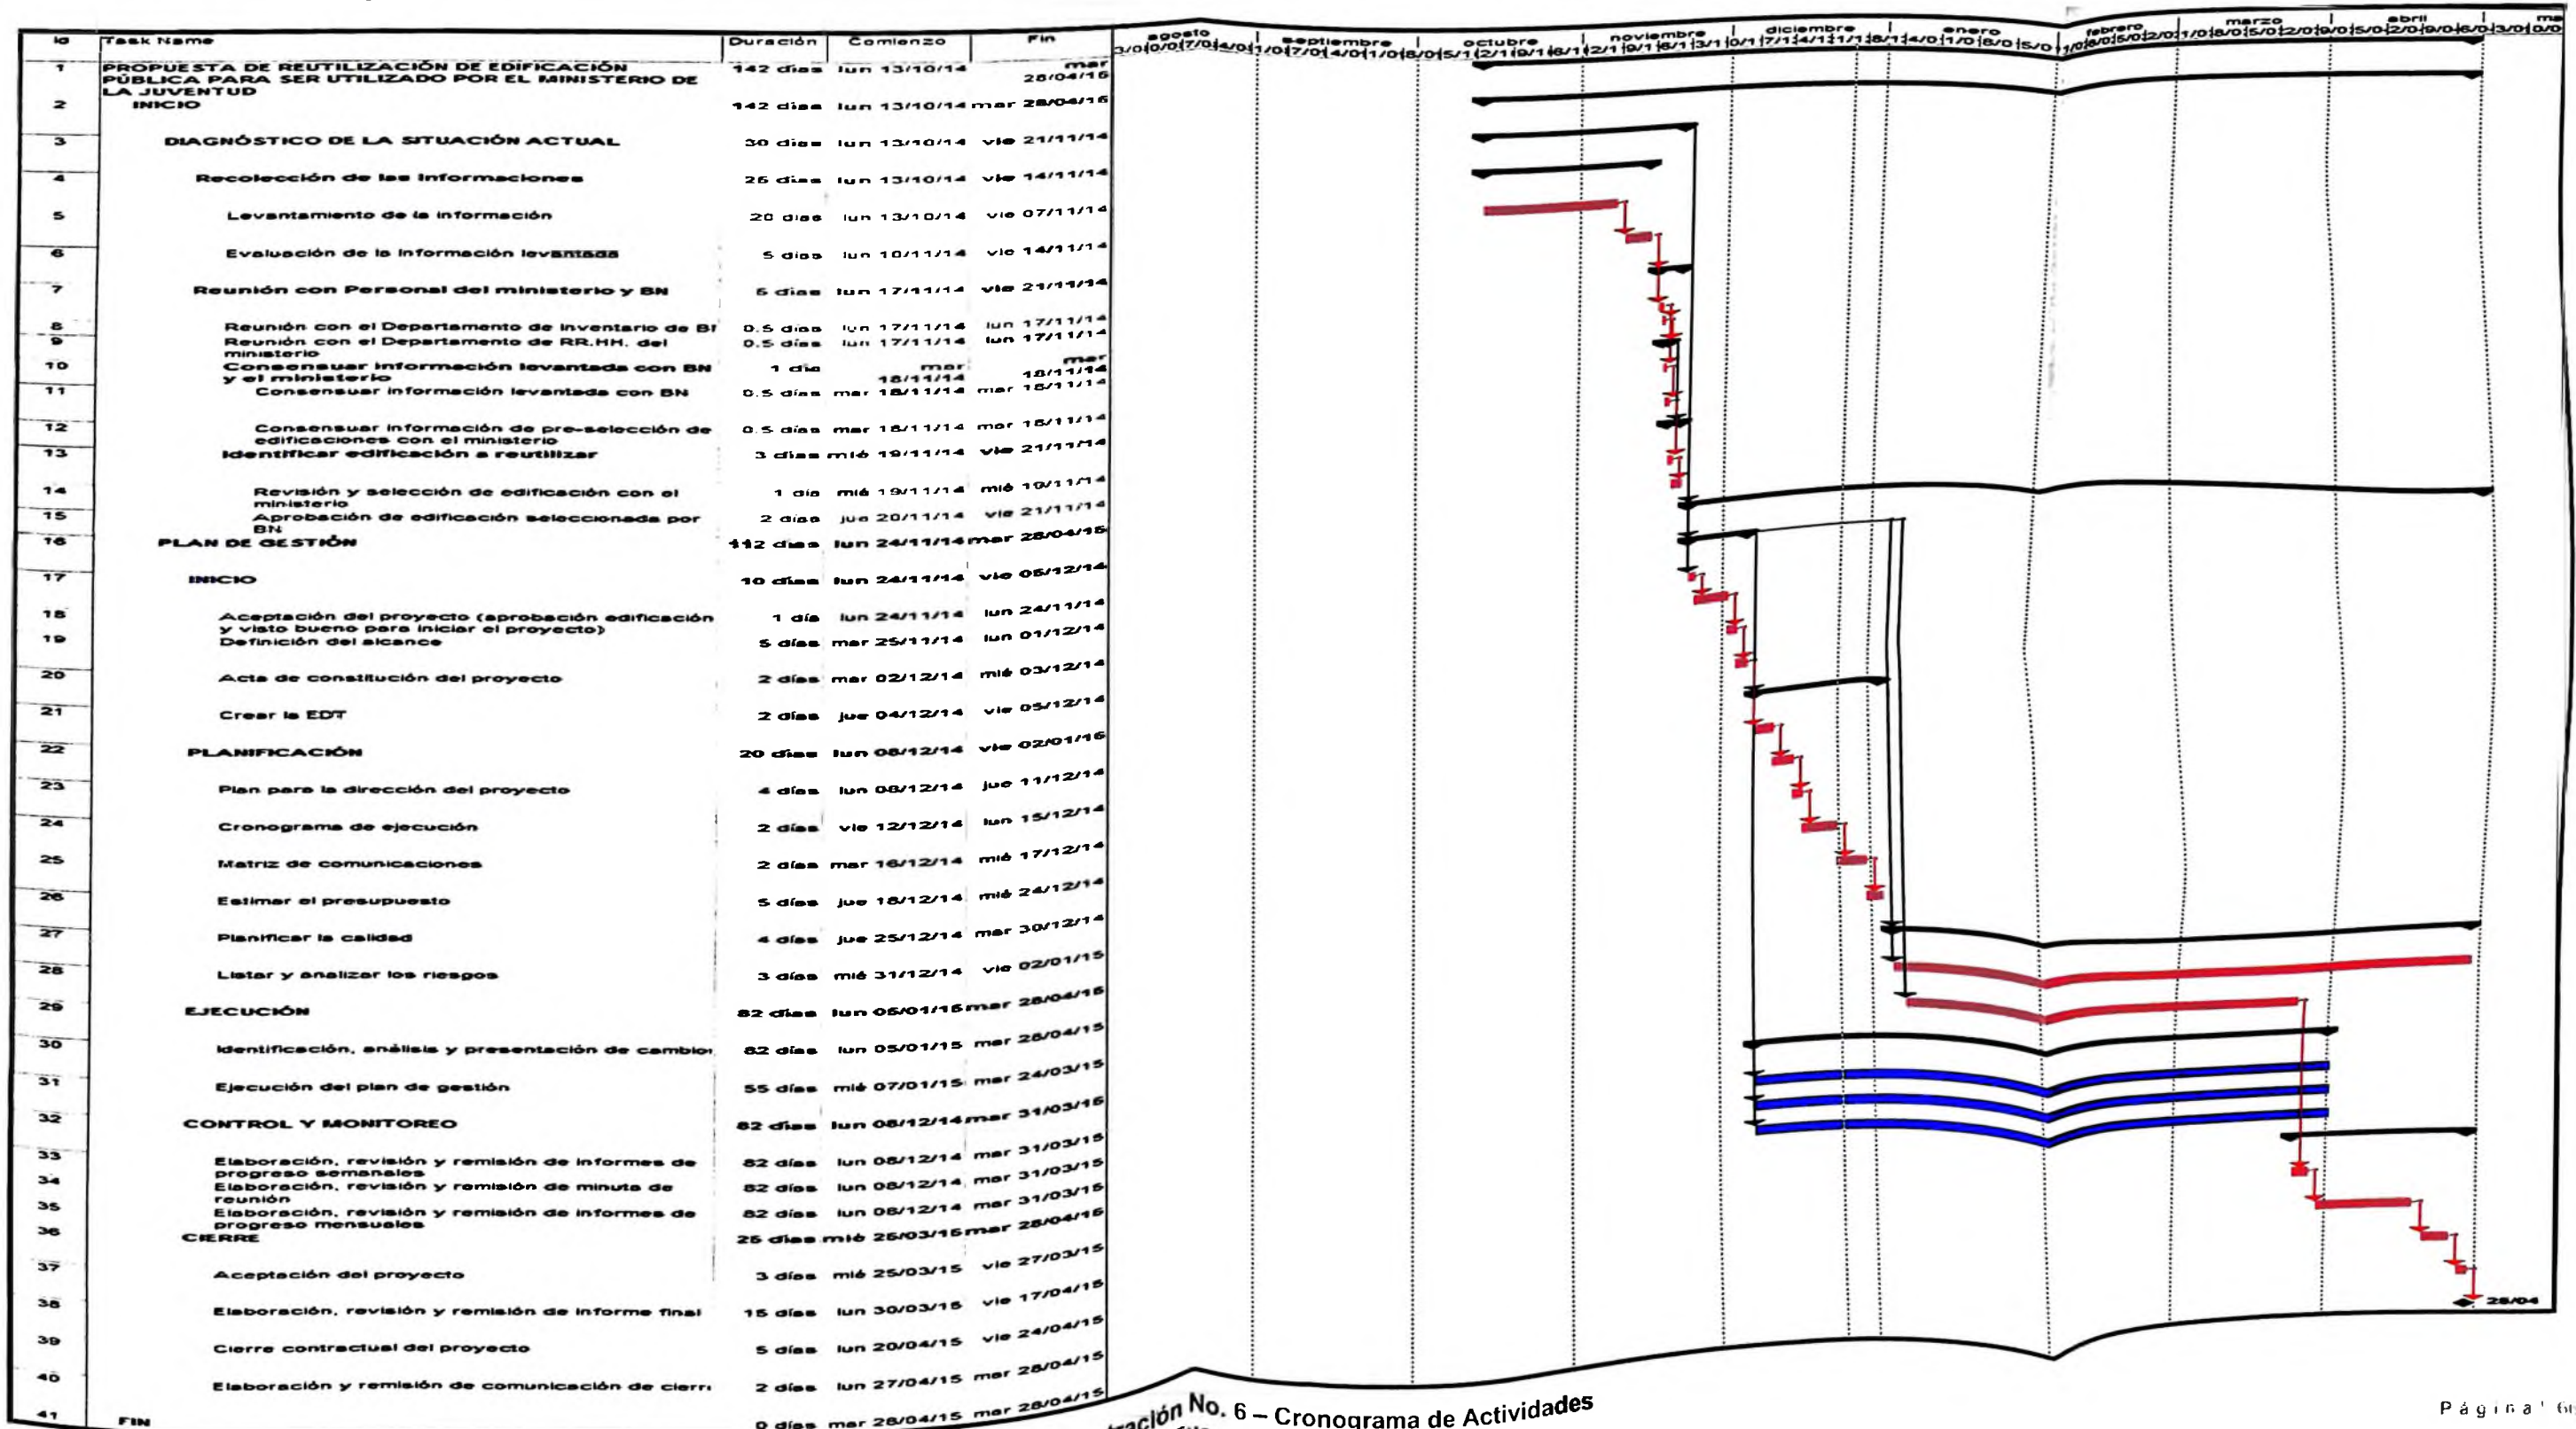 Id Task Name Duración Comienzo Fin agosto septiembre octubre noviembre diciembre enero febrero marzo abril
1 PROPUESTA DE REUTILIZACIÓN DE EDIFICACIÓN 142 días lun 13/10/14 mar
PÚBLICA PARA SER UTILIZADO POR EL MINISTERIO DE 28/04/15
LA JUVENTUD
2 INICIO 142 días lun 13/10/14 mar 28/04/15
3 DIAGNÓSTICO DE LA SITUACIÓN ACTUAL 30 días lun 13/10/14 vie 21/11/14
4 Recolección de las informaciones 25 días lun 13/10/14 vie 14/11/14
5 Levantamiento de la información 20 días lun 13/10/14 vie 07/11/14
6 Evaluación de la información levantada 5 días lun 10/11/14 vie 14/11/14
7 Reunión con Personal del ministerio y BN 5 días lun 17/11/14 vie 21/11/14
8 Reunión con el Departamento de Inventario de 0.5 días lun 17/11/14 lun 17/11/14
9 Reunión con el Departamento de RR.HH. del 0.5 días lun 17/11/14 lun 17/11/14
ministerio
10 Consensuar información levantada con BN 1 día mar mar
y el ministerio 18/11/14 18/11/14
11 Consensuar información levantada con BN 0.5 días mar 18/11/14 mar 18/11/14
12 Consensuar información de pre-selección de 0.5 días mar 18/11/14 mar 18/11/14
edificaciones con el ministerio
13 Identificar edificación a reutilizar 3 días mié 19/11/14 vie 21/11/14
14 Revisión y selección de edificación con el 1 día mié 19/11/14 mié 19/11/14
ministerio
15 Aprobación de edificación seleccionada por 2 días jue 20/11/14 vie 21/11/14
BN
16 PLAN DE GESTIÓN 112 días lun 24/11/14 mar 28/04/15
17 INICIO 10 días lun 24/11/14 vie 05/12/14
18 Aceptación del proyecto (aprobación edificación 1 día lun 24/11/14 lun 24/11/14
y visto bueno para iniciar el proyecto)
19 Definición del alcance 5 días mar 25/11/14 lun 01/12/14
20 Acta de constitución del proyecto 2 días mar 02/12/14 mié 03/12/14
21 Crear la EDT 2 días jue 04/12/14 vie 05/12/14
22 PLANIFICACIÓN 20 días lun 08/12/14 vie 02/01/15
23 Plan para la dirección del proyecto 4 días lun 08/12/14 jue 11/12/14
24 Cronograma de ejecución 2 días vie 12/12/14 lun 15/12/14
25 Matriz de comunicaciones 2 días mar 16/12/14 mié 17/12/14
26 Estimar el presupuesto 5 días jue 18/12/14 mié 24/12/14
27 Planificar la calidad 4 días jue 25/12/14 mar 30/12/14
28 Listar y analizar los riesgos 3 días mié 31/12/14 vie 02/01/15
29 EJECUCIÓN 82 días lun 05/01/15 mar 28/04/15
30 Identificación, análisis y presentación de 82 días lun 05/01/15 mar 28/04/15
31 Ejecución del plan de gestión 55 días mié 07/01/15 mar 24/03/15
32 CONTROL Y MONITOREO 82 días lun 08/12/14 mar 31/03/15
33 Elaboración, revisión y remisión de informes de 82 días lun 08/12/14 mar 31/03/15
progreso semanales
34 Elaboración, revisión y remisión de minuta de 82 días lun 08/12/14 mar 31/03/15
reunión
35 Elaboración, revisión y remisión de informes de 82 días lun 08/12/14 mar 31/03/15
progreso mensuales
36 CIERRE 25 días mié 25/03/15 mar 28/04/15
37 Aceptación del proyecto 3 días mié 25/03/15 vie 27/03/15
38 Elaboración, revisión y remisión de informe final 15 días lun 30/03/15 vie 17/04/15
39 Cierre contractual del proyecto 5 días lun 20/04/15 vie 24/04/15
40 Elaboración y remisión de comunicación de 2 días lun 27/04/15 mar 28/04/15
41 FIN 0 días mar 28/04/15 mar 28/04/15
28/04
No. 6 – Cronograma de Actividades
Página